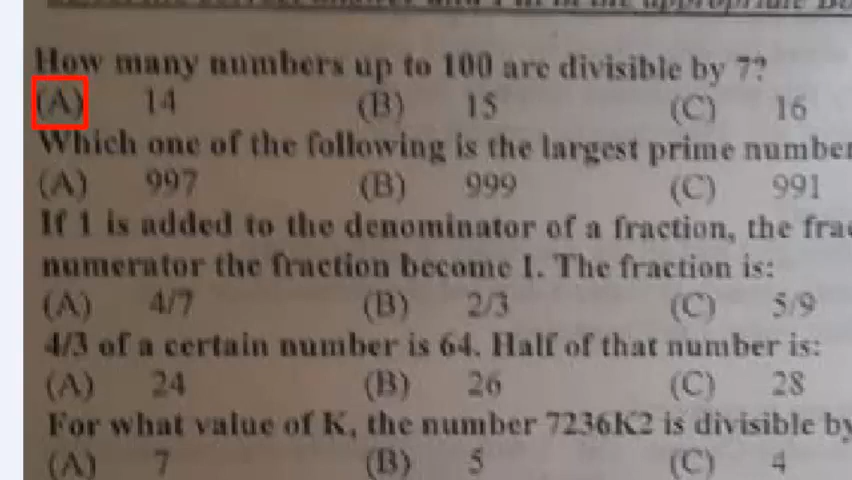 How many numbers up to 100 are divisible by 7?
(A) 14 (B) 15 (C) 16
Which one of the following is the largest prime number
(A) 997 (B) 999 (C) 991
If 1 is added to the denominator of a fraction, the frac
numerator the fraction become 1. The fraction is:
(A) 4/7 (B) 2/3 (C) 5/9
4/3 of a certain number is 64. Half of that number is:
(A) 24 (B) 26 (C) 28
For what value of K, the number 7236K2 is divisible by
(A) 7 (B) 5 (C) 4